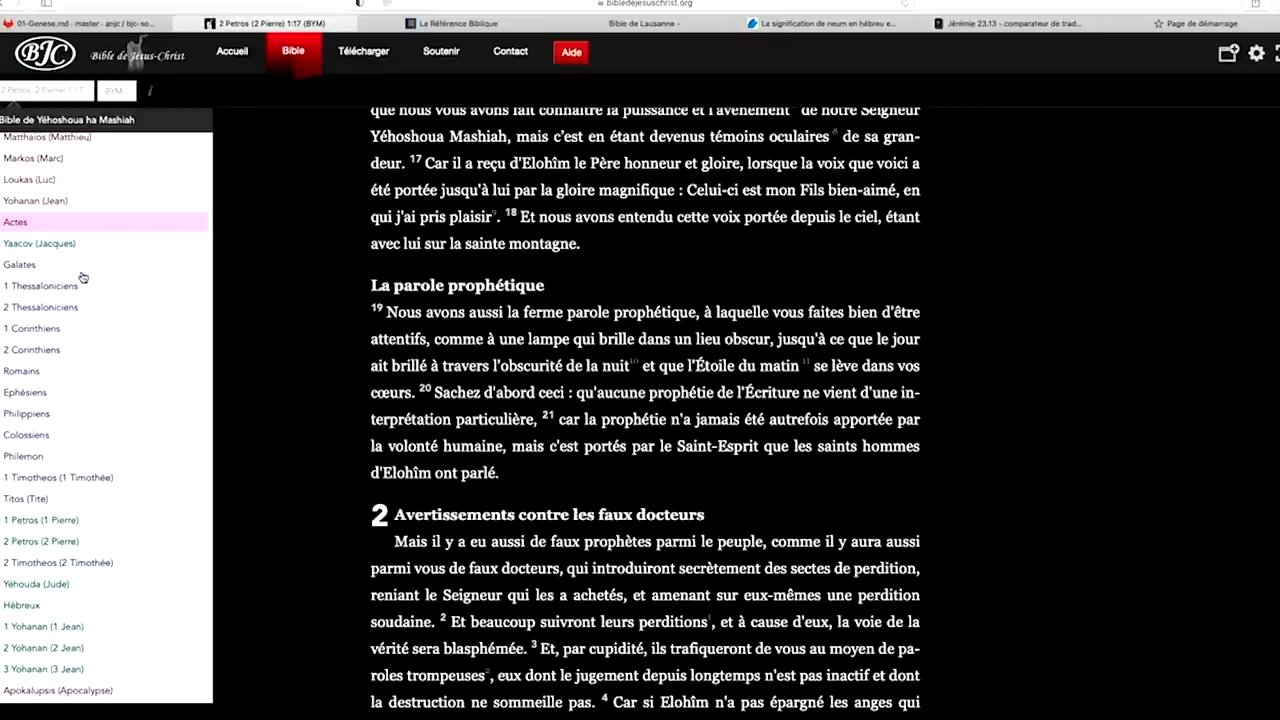 bibledejesuschrist.org
01-Genese.md · master · anjc / bjc-so...
2 Petros (2 Pierre) 1:17 (BYM)
La Référence Biblique
Bible de Lausanne -
La signification de neum en hébreu e...
Jérémie 23.13 - comparateur de trad...
Page de démarrage
BJC Bible de Jésus-Christ
Accueil
Bible
Télécharger
Soutenir
Contact
Aide
2 Petros (2 Pierre) 1:17
BYM
i
Bible de Yéhoshoua ha Mashiah
Matthaios (Matthieu)
Markos (Marc)
Loukas (Luc)
Yohanan (Jean)
Actes
Yaacov (Jacques)
Galates
1 Thessaloniciens
2 Thessaloniciens
1 Corinthiens
2 Corinthiens
Romains
Ephésiens
Philippiens
Colossiens
Philemon
1 Timotheos (1 Timothée)
Titos (Tite)
1 Petros (1 Pierre)
2 Petros (2 Pierre)
2 Timotheos (2 Timothée)
Yéhouda (Jude)
Hébreux
1 Yohanan (1 Jean)
2 Yohanan (2 Jean)
3 Yohanan (3 Jean)
Apokalupsis (Apocalypse)
que nous vous avons fait connaître la puissance et l'avènement de notre Seigneur
Yéhoshoua Mashiah, mais c'est en étant devenus témoins oculaires de sa gran-
deur. 17 Car il a reçu d'Elohîm le Père honneur et gloire, lorsque la voix que voici a
été portée jusqu'à lui par la gloire magnifique : Celui-ci est mon Fils bien-aimé, en
qui j'ai pris plaisir. 18 Et nous avons entendu cette voix portée depuis le ciel, étant
avec lui sur la sainte montagne.
La parole prophétique
19 Nous avons aussi la ferme parole prophétique, à laquelle vous faites bien d'être
attentifs, comme à une lampe qui brille dans un lieu obscur, jusqu'à ce que le jour
ait brillé à travers l'obscurité de la nuit10 et que l'Étoile du matin11 se lève dans vos
cœurs. 20 Sachez d'abord ceci : qu'aucune prophétie de l'Écriture ne vient d'une in-
terprétation particulière, 21 car la prophétie n'a jamais été autrefois apportée par
la volonté humaine, mais c'est portés par le Saint-Esprit que les saints hommes
d'Elohîm ont parlé.
2 Avertissements contre les faux docteurs
Mais il y a eu aussi de faux prophètes parmi le peuple, comme il y aura aussi
parmi vous de faux docteurs, qui introduiront secrètement des sectes de perdition,
reniant le Seigneur qui les a achetés, et amenant sur eux-mêmes une perdition
soudaine. 2 Et beaucoup suivront leurs perditions, et à cause d'eux, la voie de la
vérité sera blasphémée. 3 Et, par cupidité, ils trafiqueront de vous au moyen de pa-
roles trompeuses, eux dont le jugement depuis longtemps n'est pas inactif et dont
la destruction ne sommeille pas. 4 Car si Elohîm n'a pas épargné les anges qui